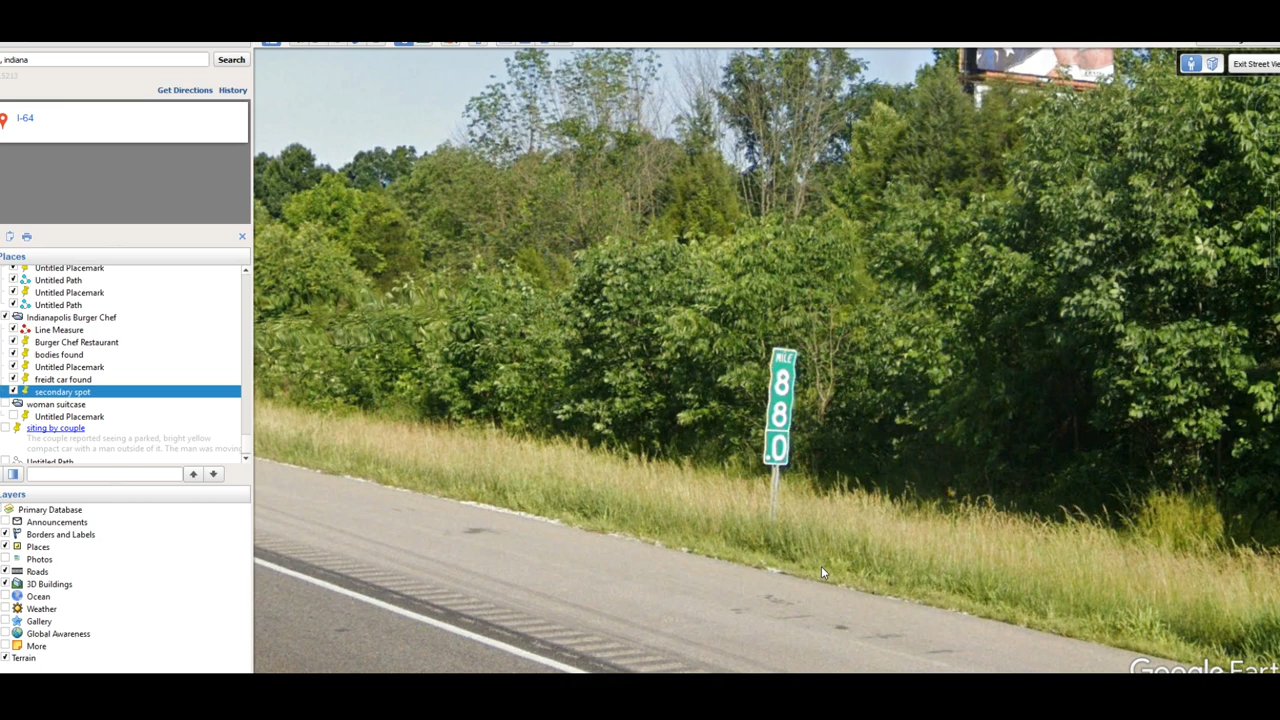 , indiana
Search
Get Directions
History
I-64
Places
Untitled Placemark
Untitled Path
Untitled Placemark
Untitled Path
Indianapolis Burger Chef
Line Measure
Burger Chef Restaurant
bodies found
Untitled Placemark
freidt car found
secondary spot
woman suitcase
Untitled Placemark
siting by couple
The couple reported seeing a parked, bright yellow
compact car with a man outside of it. The man was moving
Untitled Path
Layers
Primary Database
Announcements
Borders and Labels
Places
Photos
Roads
3D Buildings
Ocean
Weather
Gallery
Global Awareness
More
Terrain
Exit Street Vie
MILE
8
8
.0
Google Eart